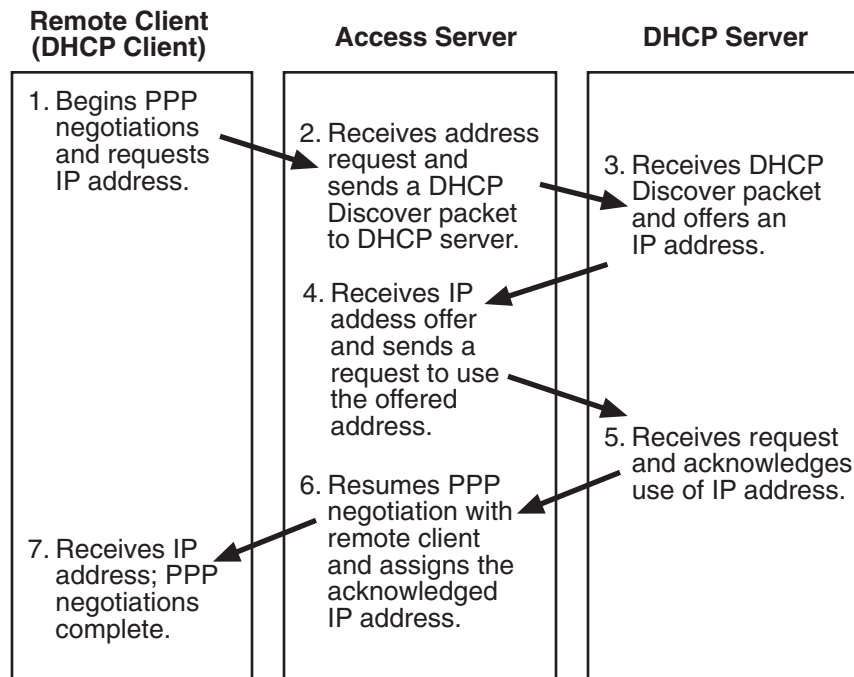 Remote Client
(DHCP Client)
Access Server
DHCP Server
1. Begins PPP
negotiations
and requests
IP address.
2. Receives address
request and
sends a DHCP
Discover packet
to DHCP server.
3. Receives DHCP
Discover packet
and offers an
IP address.
4. Receives IP
addess offer
and sends a
request to use
the offered
address.
5. Receives request
and acknowledges
use of IP address.
6. Resumes PPP
negotiation with
remote client
and assigns the
acknowledged
IP address.
7. Receives IP
address; PPP
negotiations
complete.